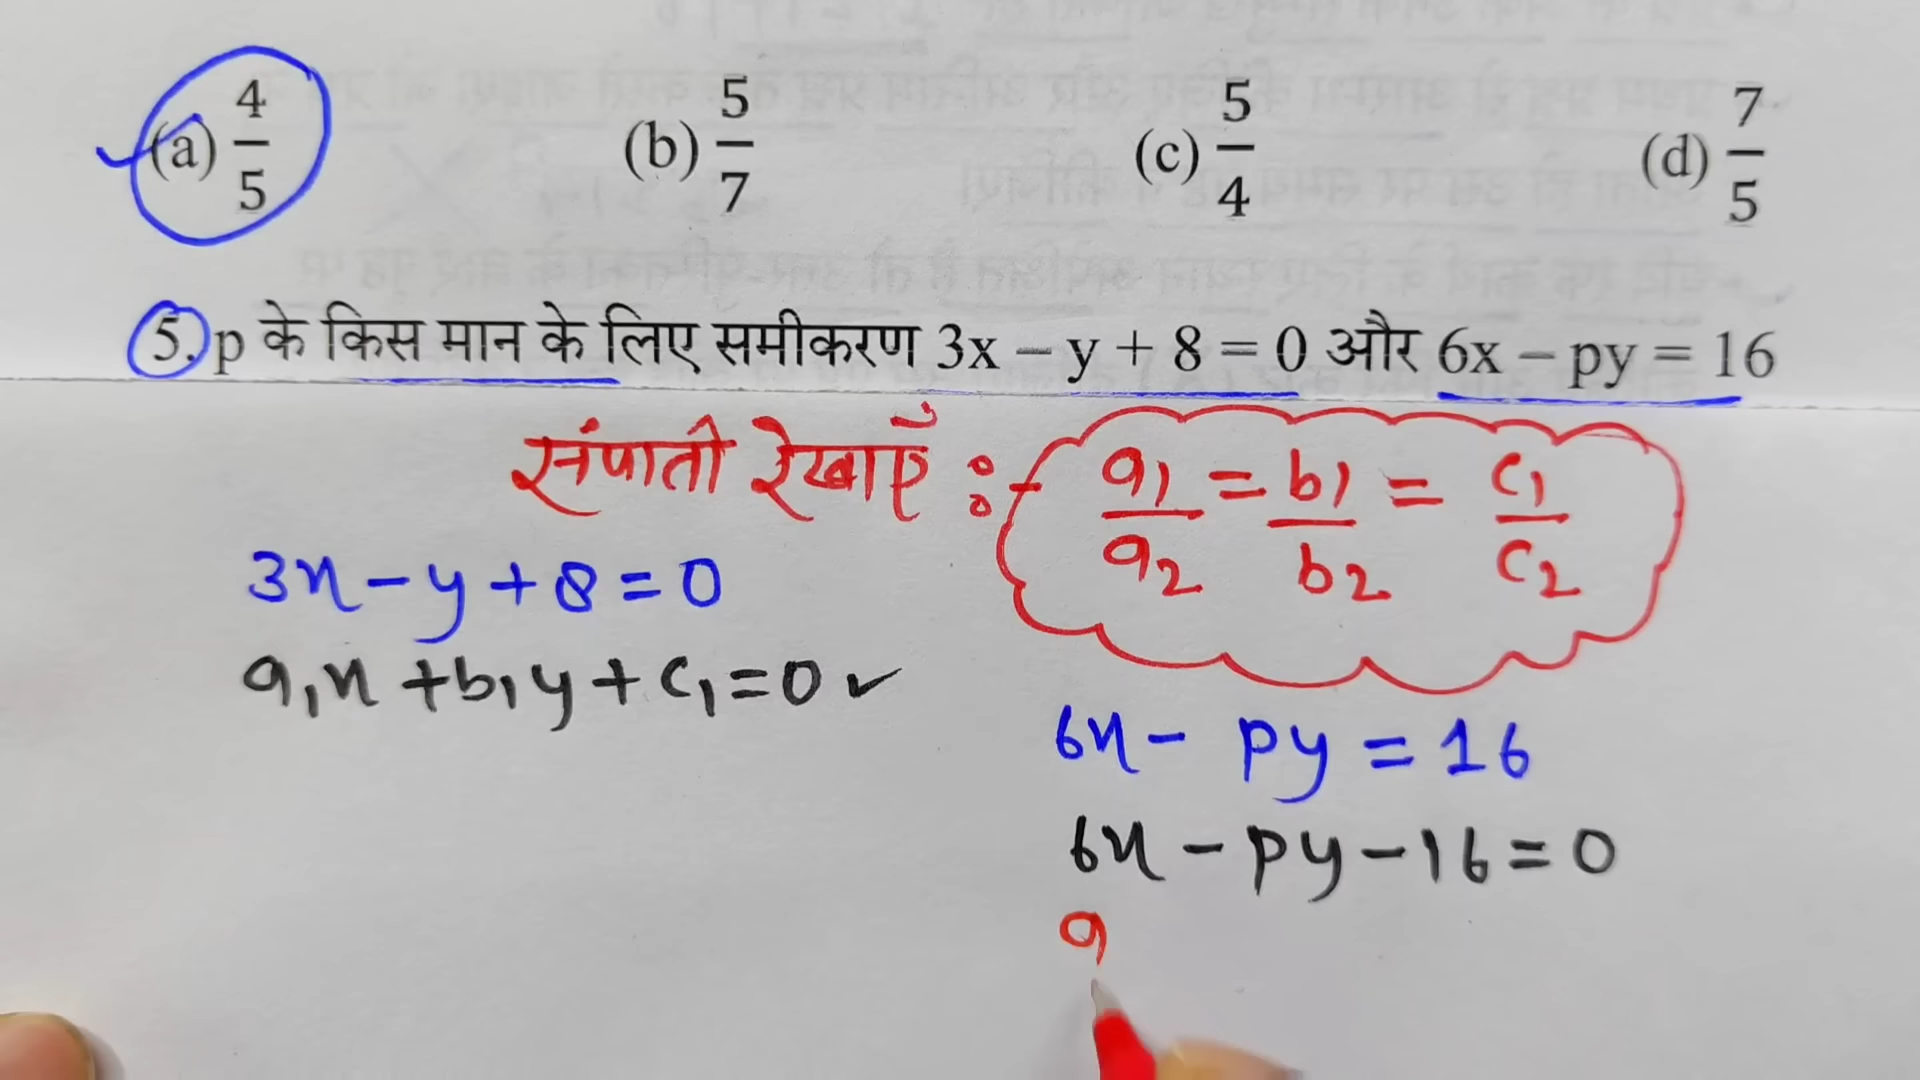 (a) 4/5 (b) 5/7 (c) 5/4 (d) 7/5
5. p के किस मान के लिए समीकरण 3x – y + 8 = 0 और 6x – py = 16
संपाती रेखाएँ :- a1/a2 = b1/b2 = c1/c2
3x - y + 8 = 0
a1x + b1y + c1 = 0 ✓
6x - py = 16
6x - py - 16 = 0
a